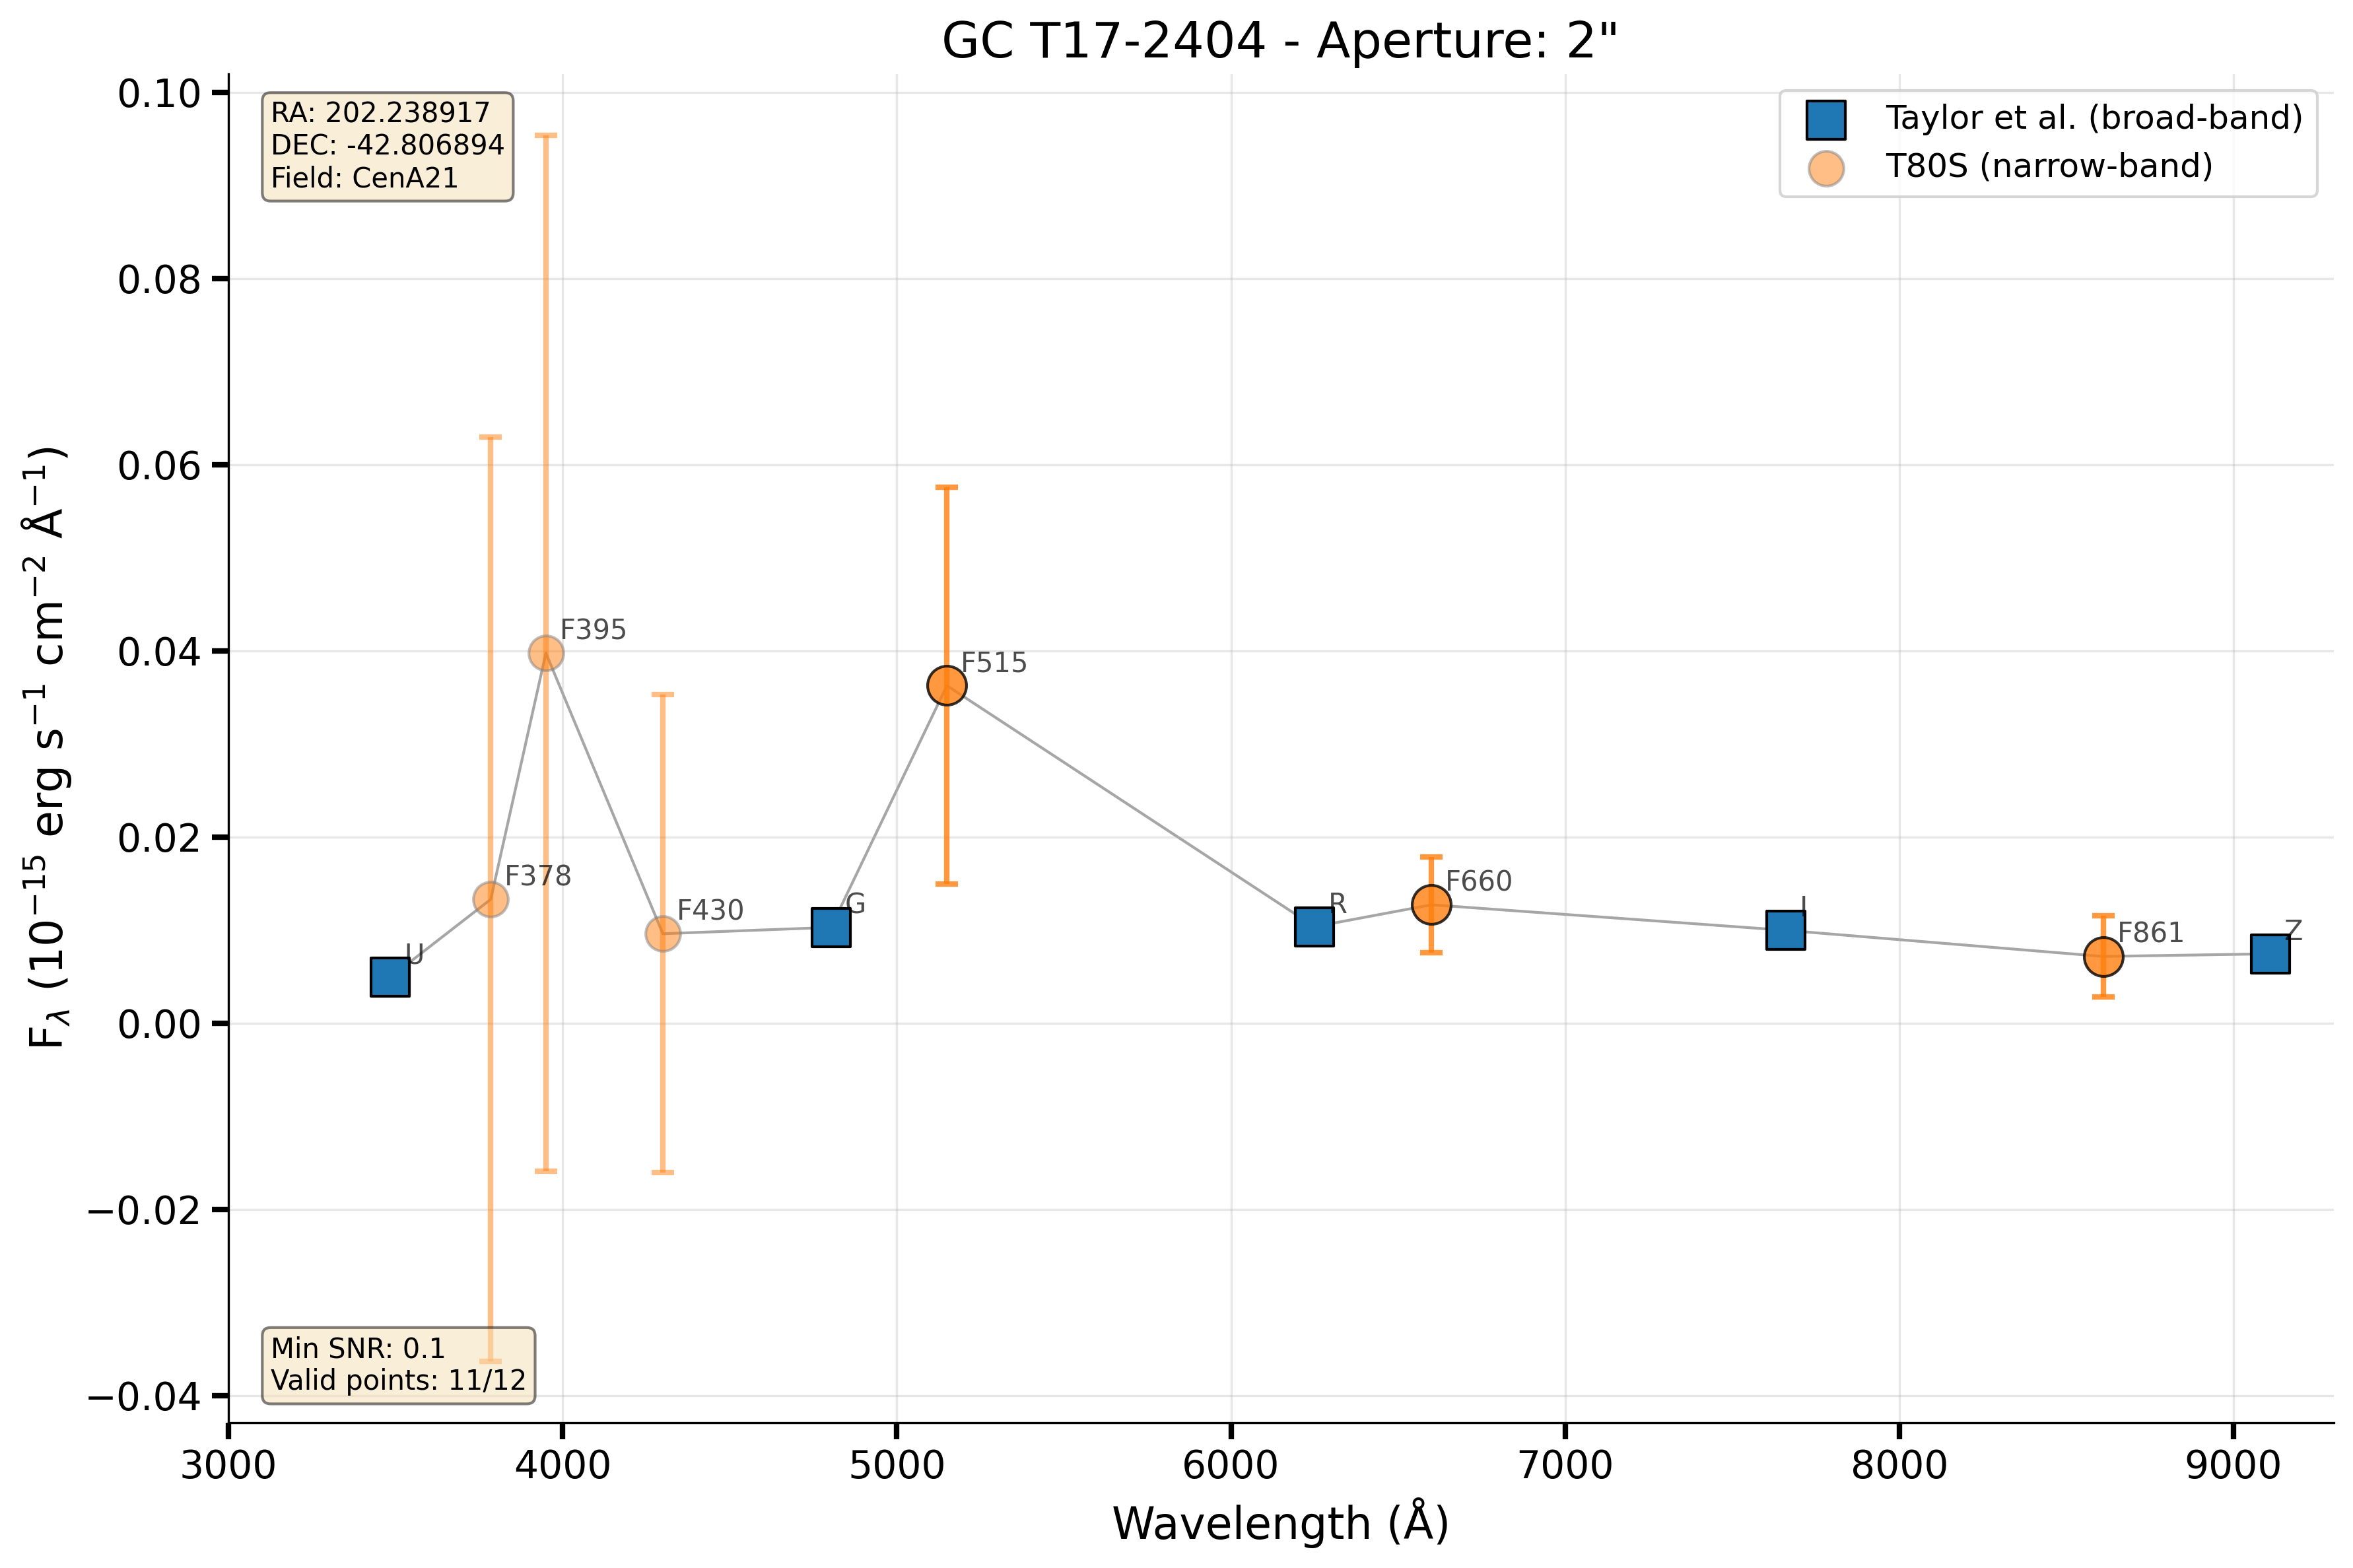 GC T17-2404 - Aperture: 2"
RA: 202.238917
DEC: -42.806894
Field: CenA21
Taylor et al. (broad-band)
T80S (narrow-band)
0.10
0.08
0.06
0.04
0.02
0.00
−0.02
−0.04
F_λ (10⁻¹⁵ erg s⁻¹ cm⁻² Å⁻¹)
U
F378
F395
F430
G
F515
R
F660
I
F861
Z
Min SNR: 0.1
Valid points: 11/12
3000 4000 5000 6000 7000 8000 9000
Wavelength (Å)